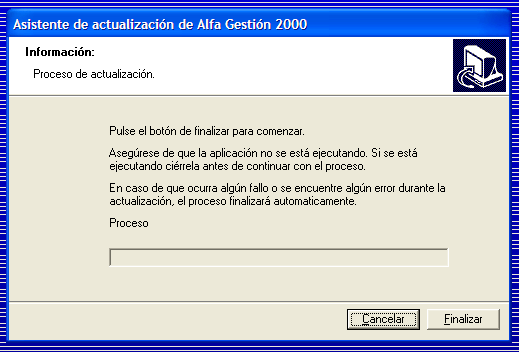 Asistente de actualización de Alfa Gestión 2000
Información:
Proceso de actualización.
Pulse el botón de finalizar para comenzar.
Asegúrese de que la aplicación no se está ejecutando. Si se está
ejecutando ciérrela antes de continuar con el proceso.
En caso de que ocurra algún fallo o se encuentre algún error durante la
actualización, el proceso finalizará automaticamente.
Proceso
Cancelar
Finalizar